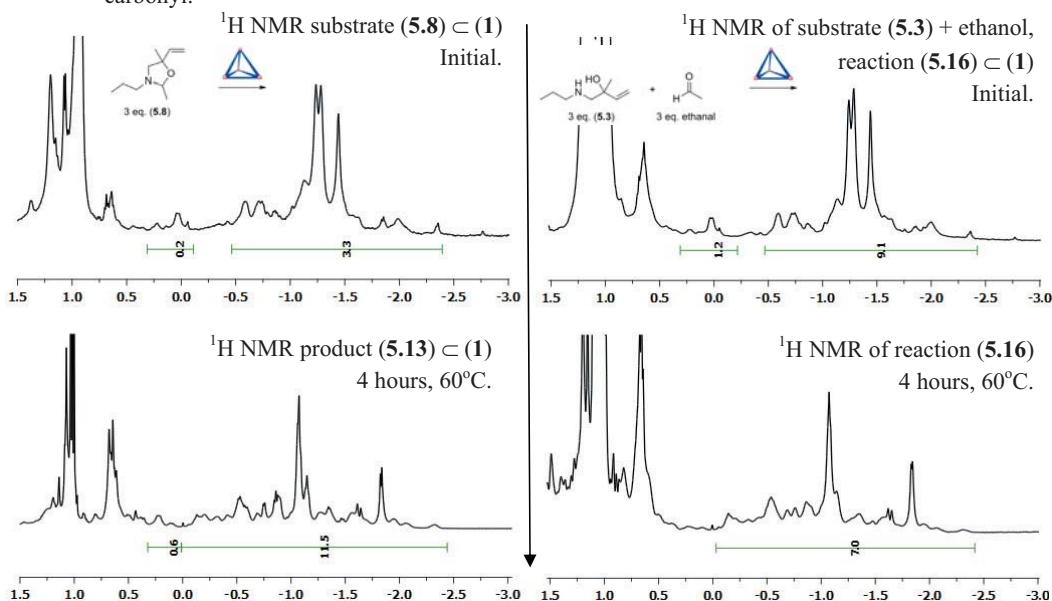 carbonyl.
¹H NMR substrate (5.8) ⊂ (1)
Initial.
O
N
3 eq. (5.8)
0.2
3.3
1.5 1.0 0.5 0.0 -0.5 -1.0 -1.5 -2.0 -2.5 -3.0
¹H NMR of substrate (5.3) + ethanol,
reaction (5.16) ⊂ (1)
Initial.
H
N
HO
+
O
H
3 eq. (5.3)
3 eq. ethanal
1.2
9.1
1.5 1.0 0.5 0.0 -0.5 -1.0 -1.5 -2.0 -2.5 -3.0
¹H NMR product (5.13) ⊂ (1)
4 hours, 60ºC.
0.6
11.5
1.5 1.0 0.5 0.0 -0.5 -1.0 -1.5 -2.0 -2.5 -3.0
¹H NMR of reaction (5.16)
4 hours, 60ºC.
7.0
1.5 1.0 0.5 0.0 -0.5 -1.0 -1.5 -2.0 -2.5 -3.0